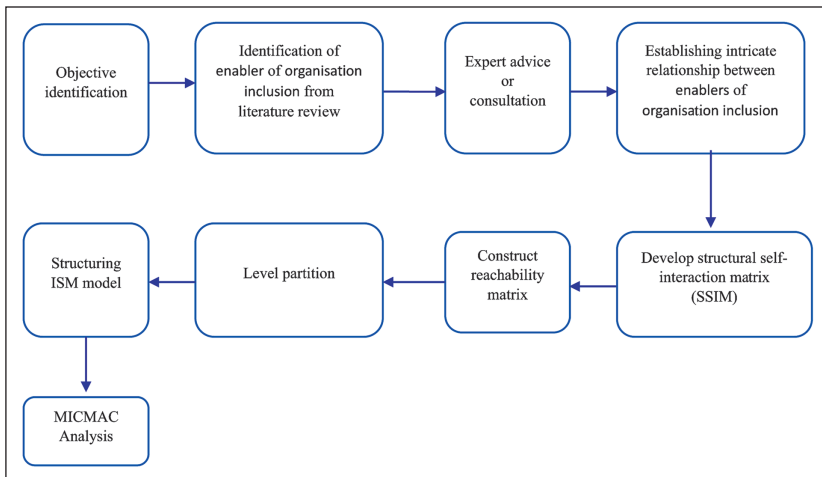 Objective
identification
Identification of
enabler of organisation
inclusion from
literature review
Expert advice
or
consultation
Establishing intricate
relationship between
enablers of
organisation inclusion
Develop structural self-
interaction matrix
(SSIM)
Construct
reachability
matrix
Level partition
Structuring
ISM model
MICMAC
Analysis